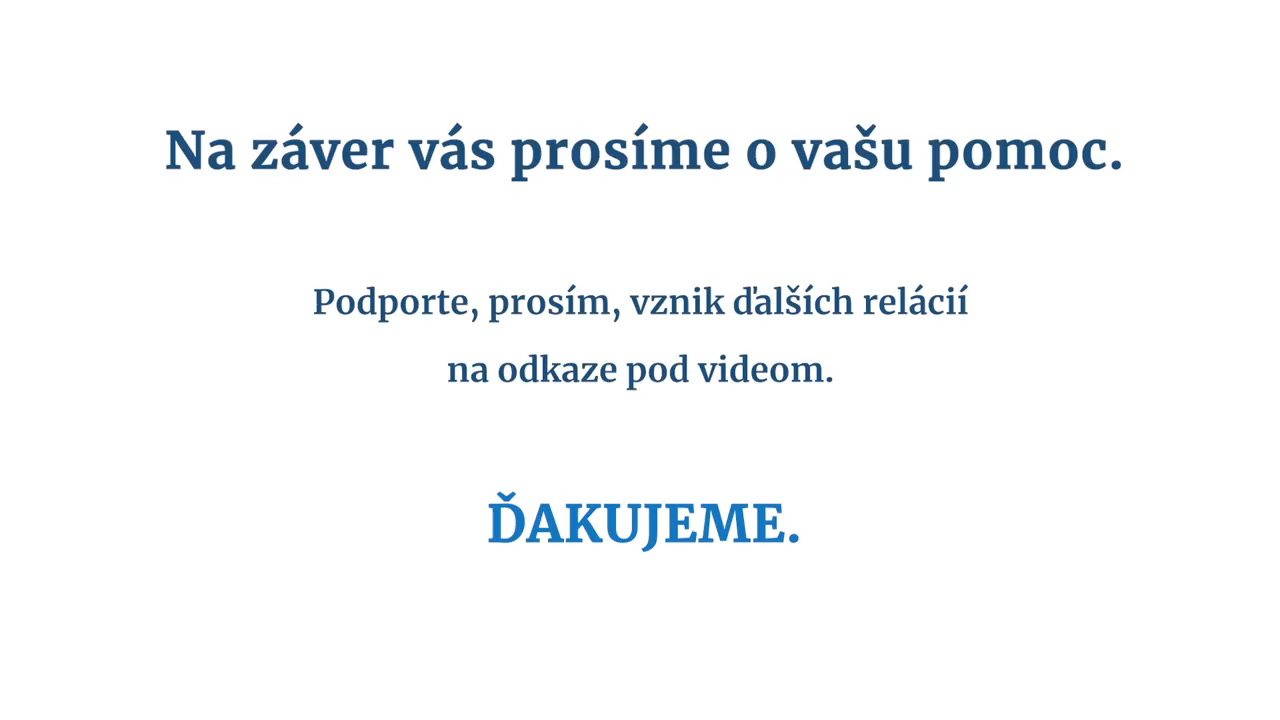 Na záver vás prosíme o vašu pomoc.
Podporte, prosím, vznik ďalších relácií
na odkaze pod videom.
ĎAKUJEME.